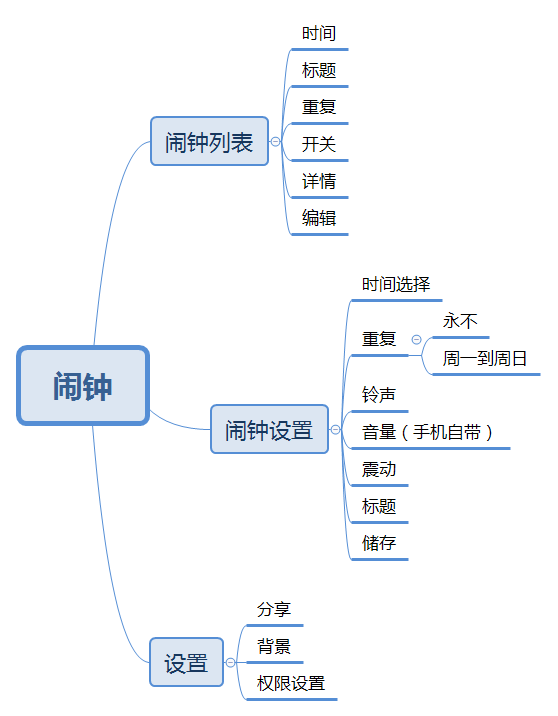 闹钟
闹钟列表
时间
标题
重复
开关
详情
编辑
闹钟设置
时间选择
重复
永不
周一到周日
铃声
音量（手机自带）
震动
标题
储存
设置
分享
背景
权限设置